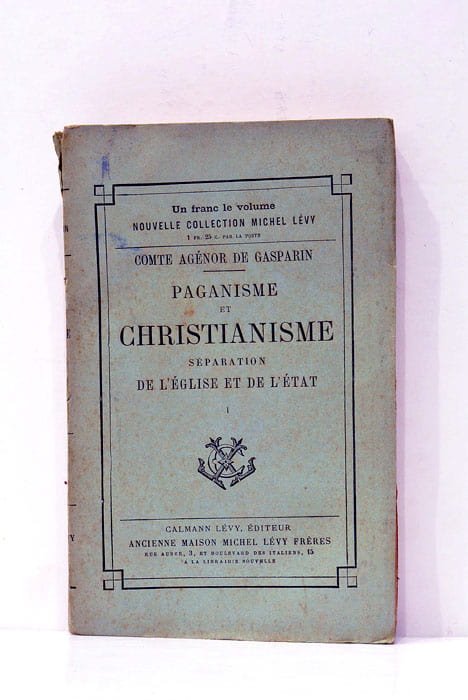 Un franc le volume
NOUVELLE COLLECTION MICHEL LÉVY
1 FR. 25 C. PAR LA POSTE
COMTE AGÉNOR DE GASPARIN
PAGANISME
ET
CHRISTIANISME
SÉPARATION
DE L'ÉGLISE ET DE L'ÉTAT
I
CALMANN LÉVY, ÉDITEUR
ANCIENNE MAISON MICHEL LÉVY FRÈRES
RUE AUBER, 3, ET BOULEVARD DES ITALIENS, 15
A LA LIBRAIRIE NOUVELLE